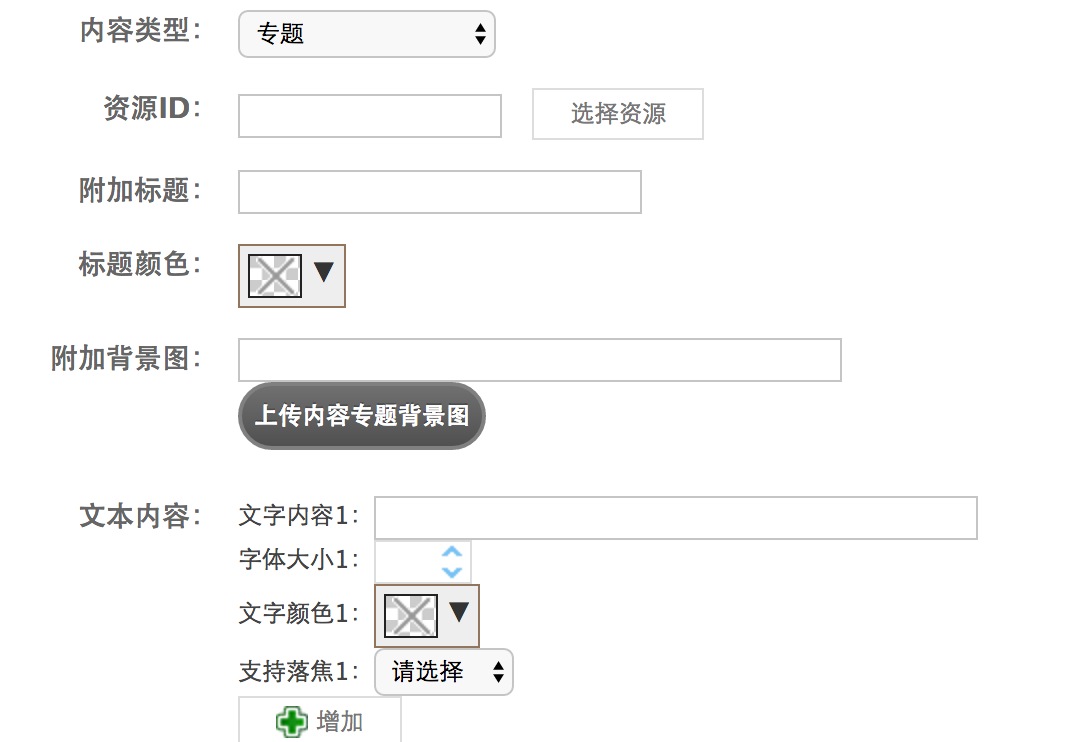 内容类型：
专题
资源ID：
选择资源
附加标题：
标题颜色：
附加背景图：
上传内容专题背景图
文本内容：
文字内容1：
字体大小1：
文字颜色1：
支持落焦1：
请选择
增加